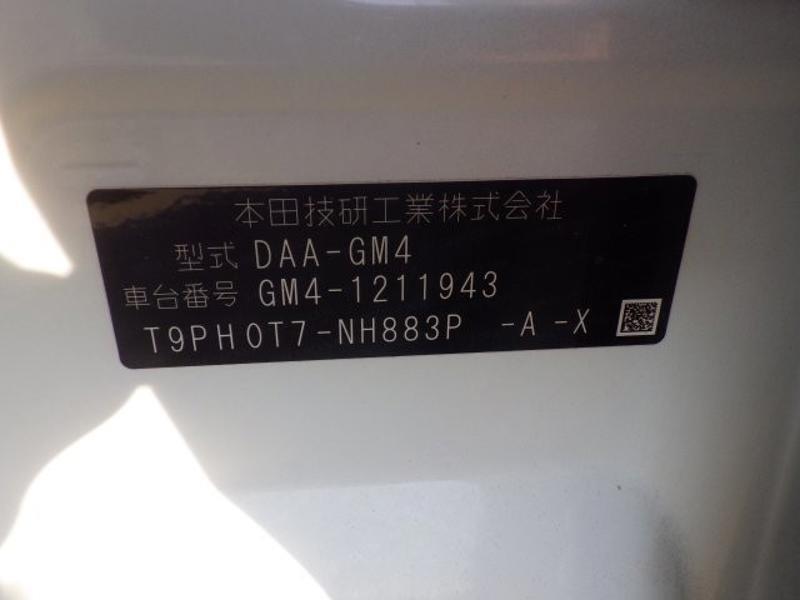 本田技研工業株式会社
型式 DAA-GM4
車台番号 GM4-1211943
T9PH0T7-NH883P -A -X